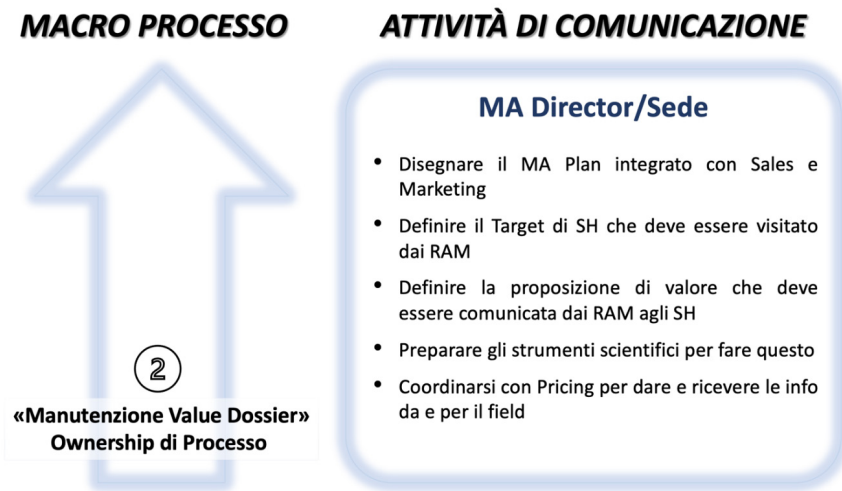 MACRO PROCESSO
ATTIVITÀ DI COMUNICAZIONE
MA Director/Sede
• Disegnare il MA Plan integrato con Sales e
Marketing
• Definire il Target di SH che deve essere visitato
dai RAM
• Definire la proposizione di valore che deve
essere comunicata dai RAM agli SH
• Preparare gli strumenti scientifici per fare questo
• Coordinarsi con Pricing per dare e ricevere le info
da e per il field
2
«Manutenzione Value Dossier»
Ownership di Processo